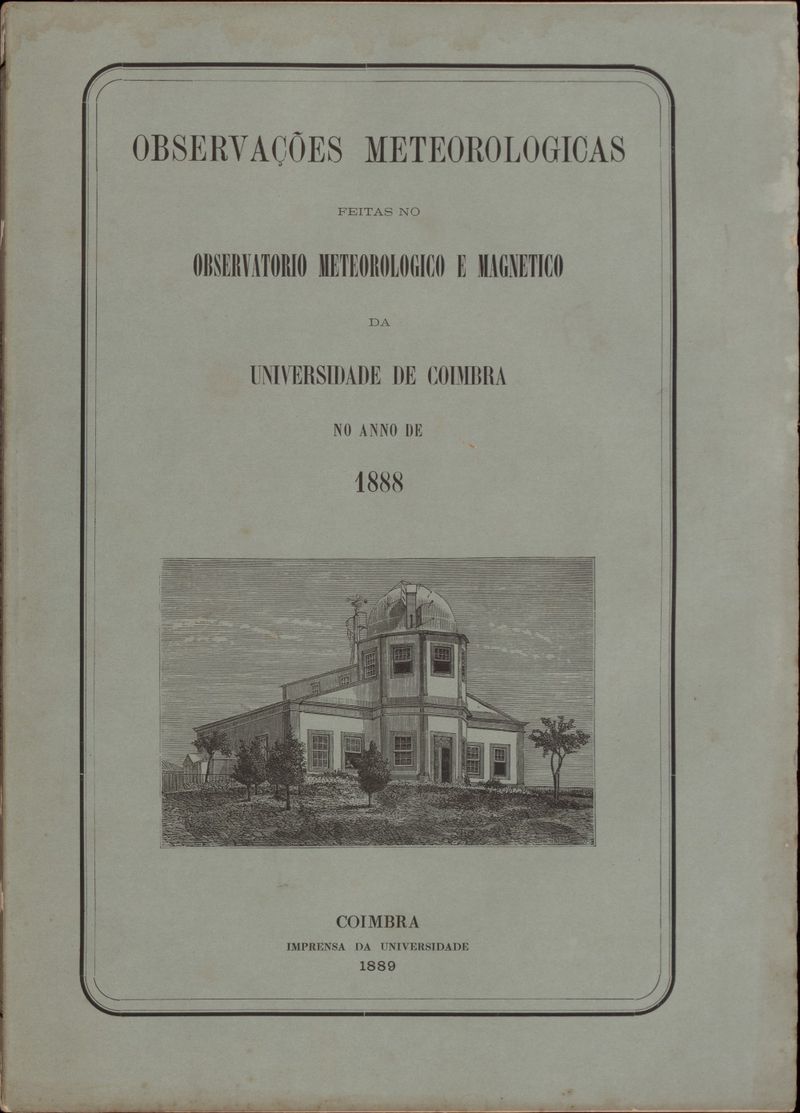 OBSERVAÇÕES METEOROLOGICAS
FEITAS NO
OBSERVATORIO METEOROLOGICO E MAGNETICO
DA
UNIVERSIDADE DE COIMBRA
NO ANNO DE
1888
COIMBRA
IMPRENSA DA UNIVERSIDADE
1889